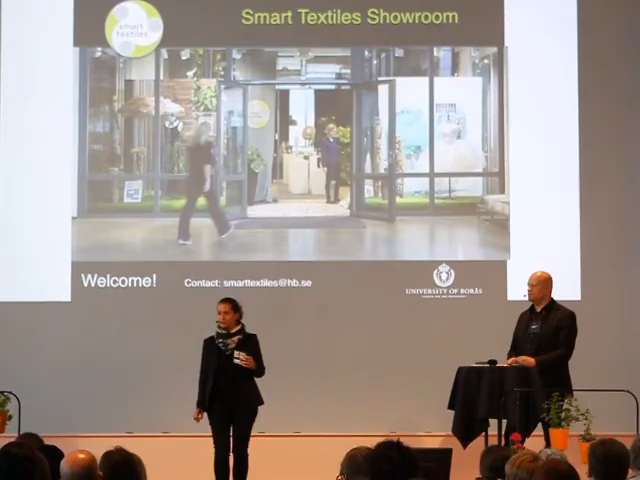 smart
textiles
Smart Textiles Showroom
Welcome!
Contact: smarttextiles@hb.se
UNIVERSITY OF BORÅS